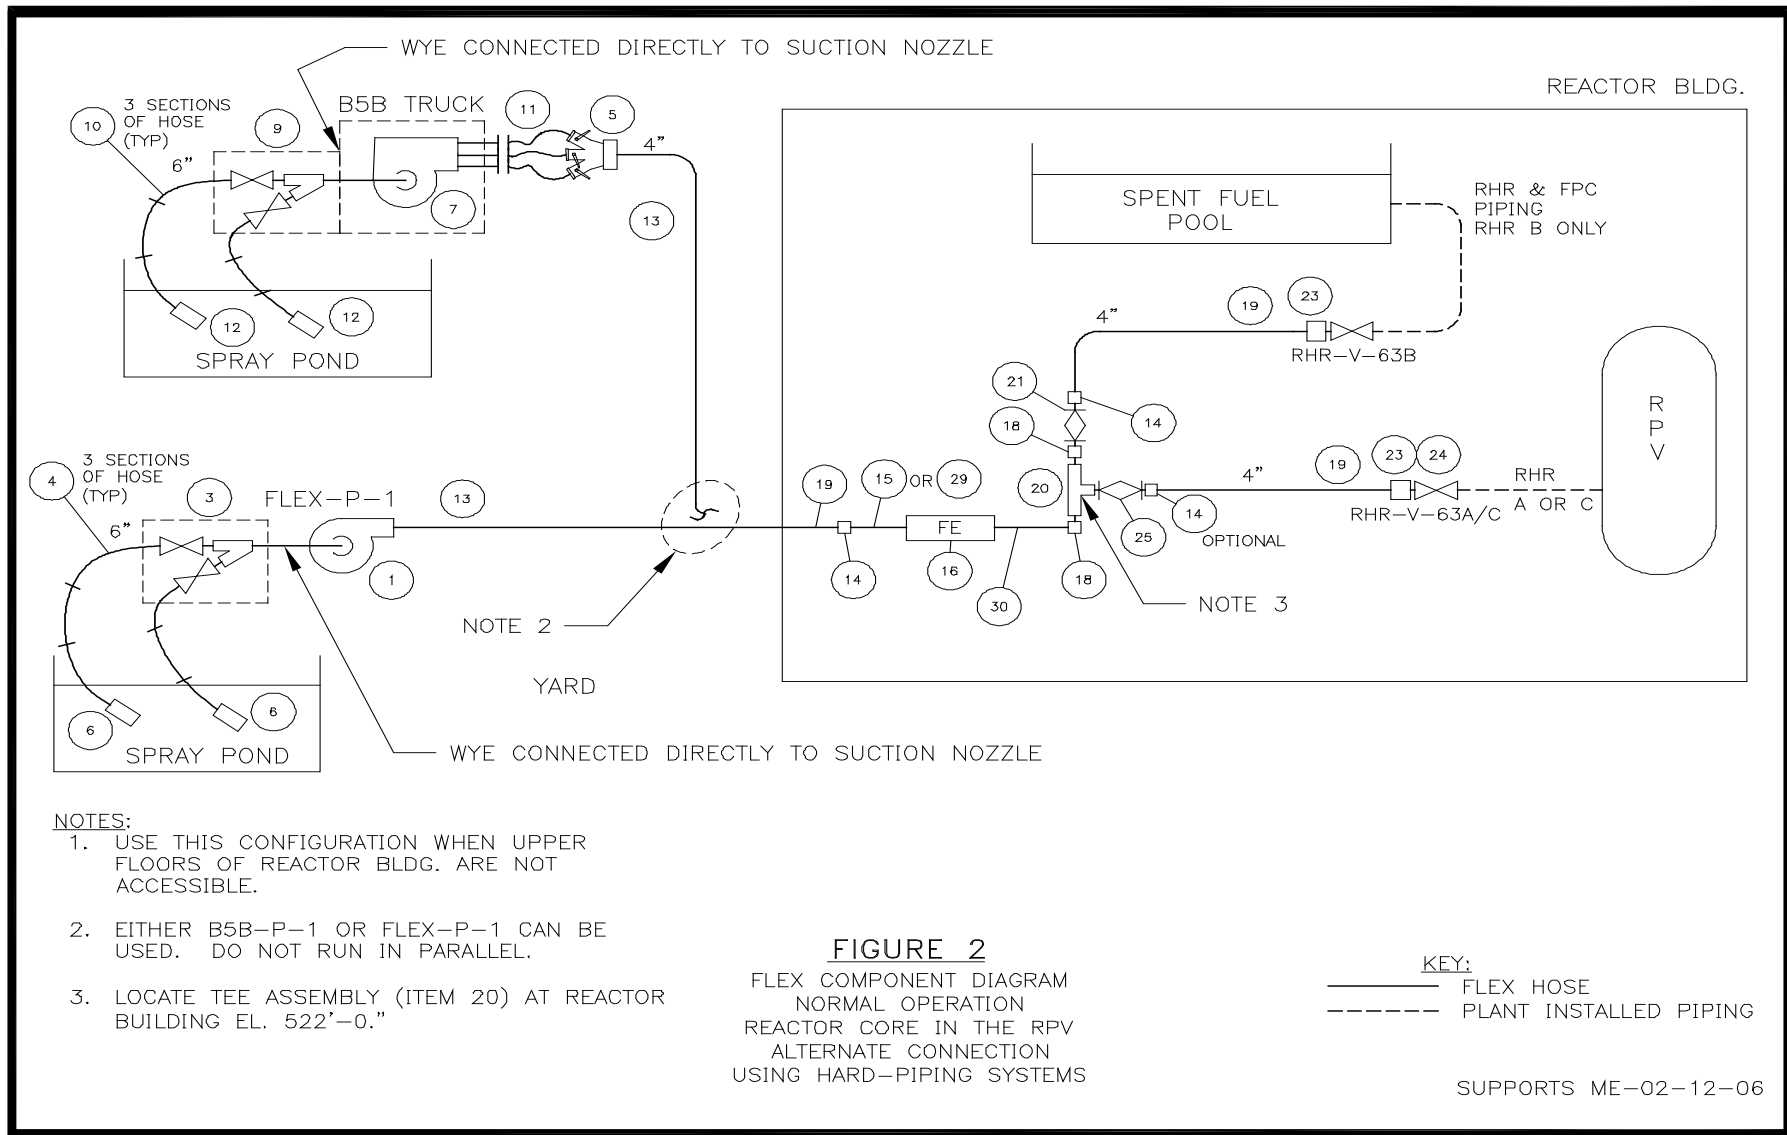 WYE CONNECTED DIRECTLY TO SUCTION NOZZLE
REACTOR BLDG.
10
3 SECTIONS
OF HOSE
(TYP)
9
B5B TRUCK
11
5
6"
4"
7
13
12
12
SPRAY POND
SPENT FUEL
POOL
RHR & FPC
PIPING
RHR B ONLY
19
23
4"
RHR-V-63B
21
14
18
R
P
V
4
3 SECTIONS
OF HOSE
(TYP)
3
FLEX-P-1
13
6"
1
19
15 OR 29
20
4"
19
23
24
RHR
A OR C
RHR-V-63A/C
FE
14
OPTIONAL
25
14
16
30
18
NOTE 3
NOTE 2
YARD
6
6
SPRAY POND
WYE CONNECTED DIRECTLY TO SUCTION NOZZLE
NOTES:
1. USE THIS CONFIGURATION WHEN UPPER
FLOORS OF REACTOR BLDG. ARE NOT
ACCESSIBLE.
2. EITHER B5B-P-1 OR FLEX-P-1 CAN BE
USED. DO NOT RUN IN PARALLEL.
3. LOCATE TEE ASSEMBLY (ITEM 20) AT REACTOR
BUILDING EL. 522'-0."
FIGURE 2
FLEX COMPONENT DIAGRAM
NORMAL OPERATION
REACTOR CORE IN THE RPV
ALTERNATE CONNECTION
USING HARD-PIPING SYSTEMS
KEY:
FLEX HOSE
PLANT INSTALLED PIPING
SUPPORTS ME-02-12-06